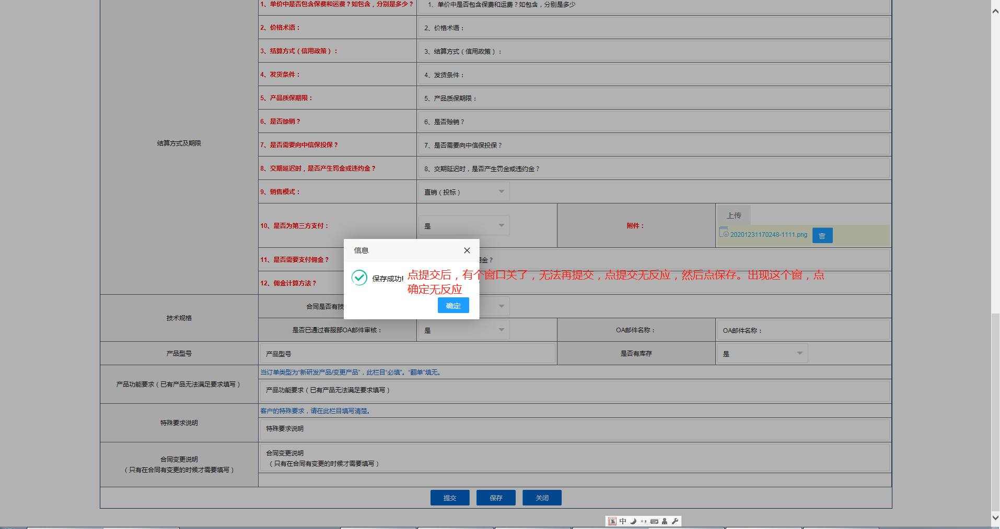 1、单价中是否包含保费和运费？如包含，分别是多少？
1、单价中是否包含保费和运费？如包含，分别是多少
2、价格术语：
2、价格术语：
3、结算方式（信用政策）：
3、结算方式（信用政策）：
4、发货条件：
4、发货条件：
5、产品质保期限：
5、产品质保期限：
6、是否赊销？
6、是否赊销？
结算方式及期限
7、是否需要向中信保投保？
7、是否需要向中信保投保？
8、交期延迟时，是否产生罚金或违约金？
8、交期延迟时，是否产生罚金或违约金？
9、销售模式：
直销（投标）
10、是否为第三方支付：
是
附件：
上传
20201231170248-1111.png
11、是否需要支付佣金？
金？
12、佣金计算方法？
信息
保存成功!
点提交后，有个窗口关了，无法再提交，点提交无反应，然后点保存。出现这个窗，点
确定无反应
确定
技术规格
合同是否有技
是否已通过客服部OA邮件审核：
是
OA邮件名称：
OA邮件名称：
产品型号
产品型号
是否有库存
是
产品功能要求（已有产品无法满足要求填写）
当订单类型为“新研发产品/变更产品”，此栏目“必填”。“翻单”填无。
产品功能要求（已有产品无法满足要求填写）
特殊要求说明
客户的特殊要求，请在此栏目填写清楚。
特殊要求说明
合同变更说明
（只有在合同有变更的时候才需要填写）
合同变更说明
（只有在合同有变更的时候才需要填写）
提交
保存
关闭
五 中